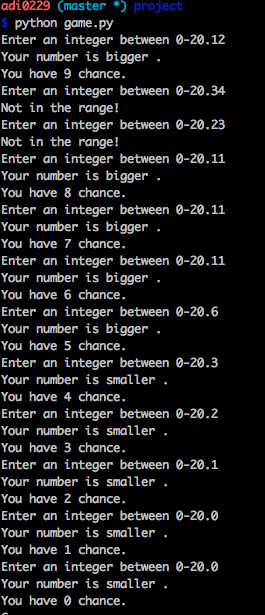 adi0229 (master *) project
$ python game.py
Enter an integer between 0-20.12
Your number is bigger .
You have 9 chance.
Enter an integer between 0-20.34
Not in the range!
Enter an integer between 0-20.23
Not in the range!
Enter an integer between 0-20.11
Your number is bigger .
You have 8 chance.
Enter an integer between 0-20.11
Your number is bigger .
You have 7 chance.
Enter an integer between 0-20.11
Your number is bigger .
You have 6 chance.
Enter an integer between 0-20.6
Your number is bigger .
You have 5 chance.
Enter an integer between 0-20.3
Your number is smaller .
You have 4 chance.
Enter an integer between 0-20.2
Your number is smaller .
You have 3 chance.
Enter an integer between 0-20.1
Your number is smaller .
You have 2 chance.
Enter an integer between 0-20.0
Your number is smaller .
You have 1 chance.
Enter an integer between 0-20.0
Your number is smaller .
You have 0 chance.